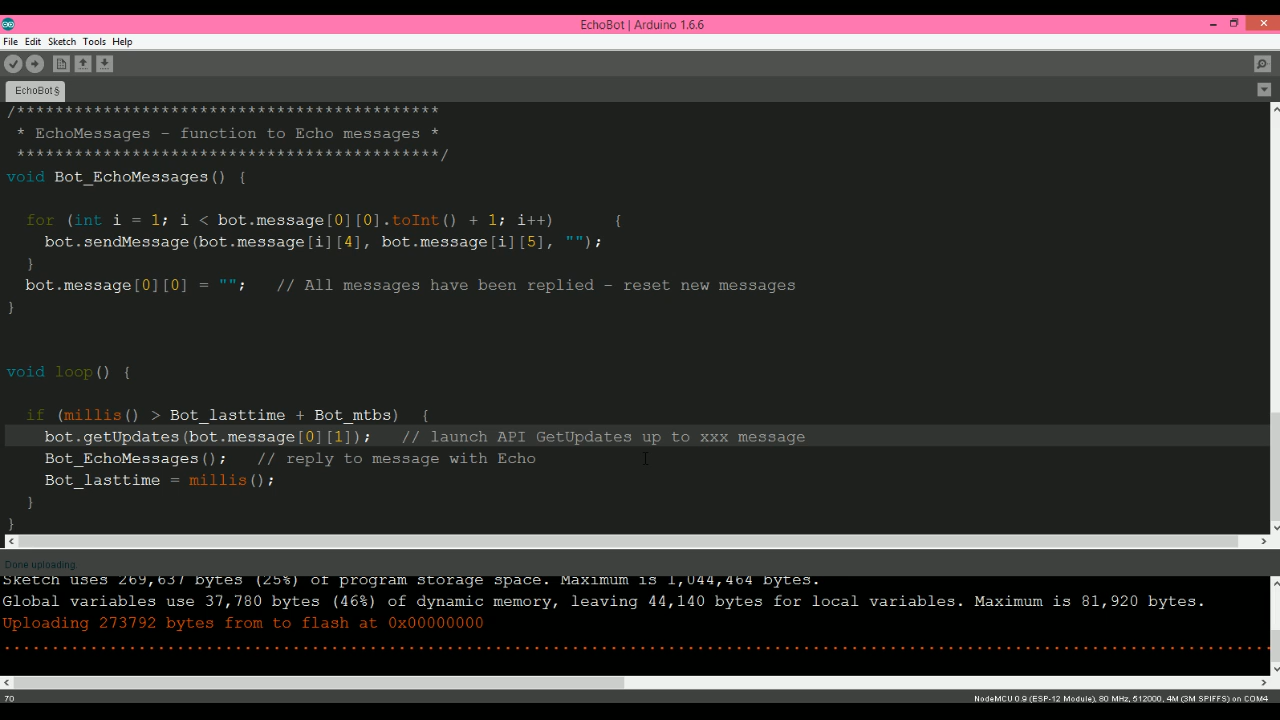 EchoBot | Arduino 1.6.6
File Edit Sketch Tools Help
EchoBot§
/********************************************
* EchoMessages - function to Echo messages *
********************************************/
void Bot_EchoMessages() {
for (int i = 1; i < bot.message[0][0].toInt() + 1; i++) {
bot.sendMessage(bot.message[i][4], bot.message[i][5], "");
}
bot.message[0][0] = ""; // All messages have been replied - reset new messages
}
void loop() {
if (millis() > Bot_lasttime + Bot_mtbs) {
bot.getUpdates(bot.message[0][1]); // launch API GetUpdates up to xxx message
Bot_EchoMessages(); // reply to message with Echo
Bot_lasttime = millis();
}
}
Done uploading.
Sketch uses 269,637 bytes (25%) of program storage space. Maximum is 1,044,464 bytes.
Global variables use 37,780 bytes (46%) of dynamic memory, leaving 44,140 bytes for local variables. Maximum is 81,920 bytes.
Uploading 273792 bytes from to flash at 0x00000000
................................................................................
70
NodeMCU 0.9 (ESP-12 Module), 80 MHz, 512000, 4M (3M SPIFFS) on COM4